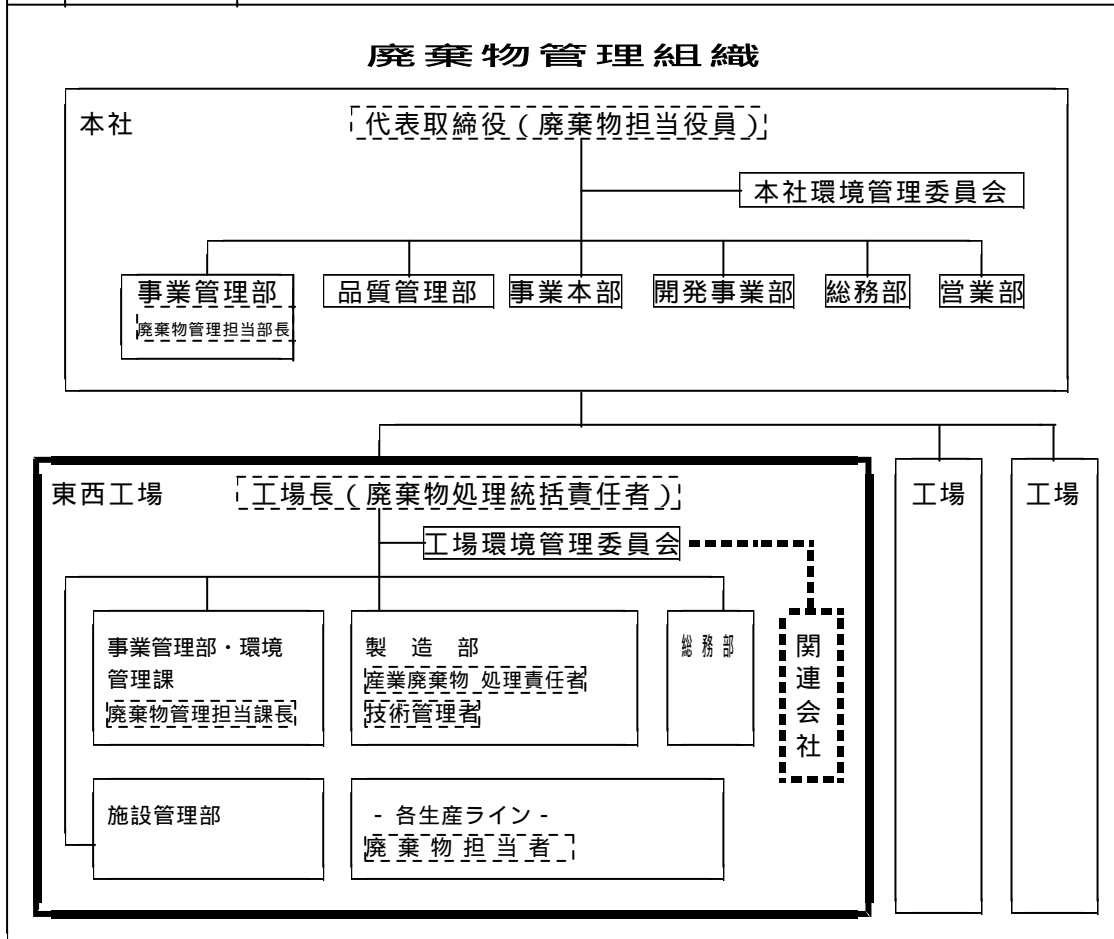 廃棄物管理組織
本社
代表取締役(廃棄物担当役員)
本社環境管理委員会
事業管理部
廃棄物管理担当部長
品質管理部
事業本部
開発事業部
総務部
営業部
東西工場
工場長(廃棄物処理統括責任者)
工場環境管理委員会
工場
工場
事業管理部・環境
管理課
廃棄物管理担当課長
製 造 部
産業廃棄物 処理責任者
技術管理者
総務部
関連会社
施設管理部
- 各生産ライン -
廃棄物担当者